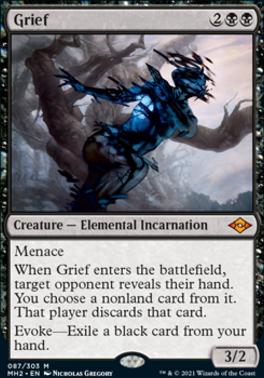 Grief 2
Creature — Elemental Incarnation
Menace
When Grief enters the battlefield,
target opponent reveals their hand.
You choose a nonland card from it.
That player discards that card.
Evoke—Exile a black card from your
hand.
3/2
087/303 M
MH2 • EN NICHOLAS GREGORY ™ & © 2021 Wizards of the Coast